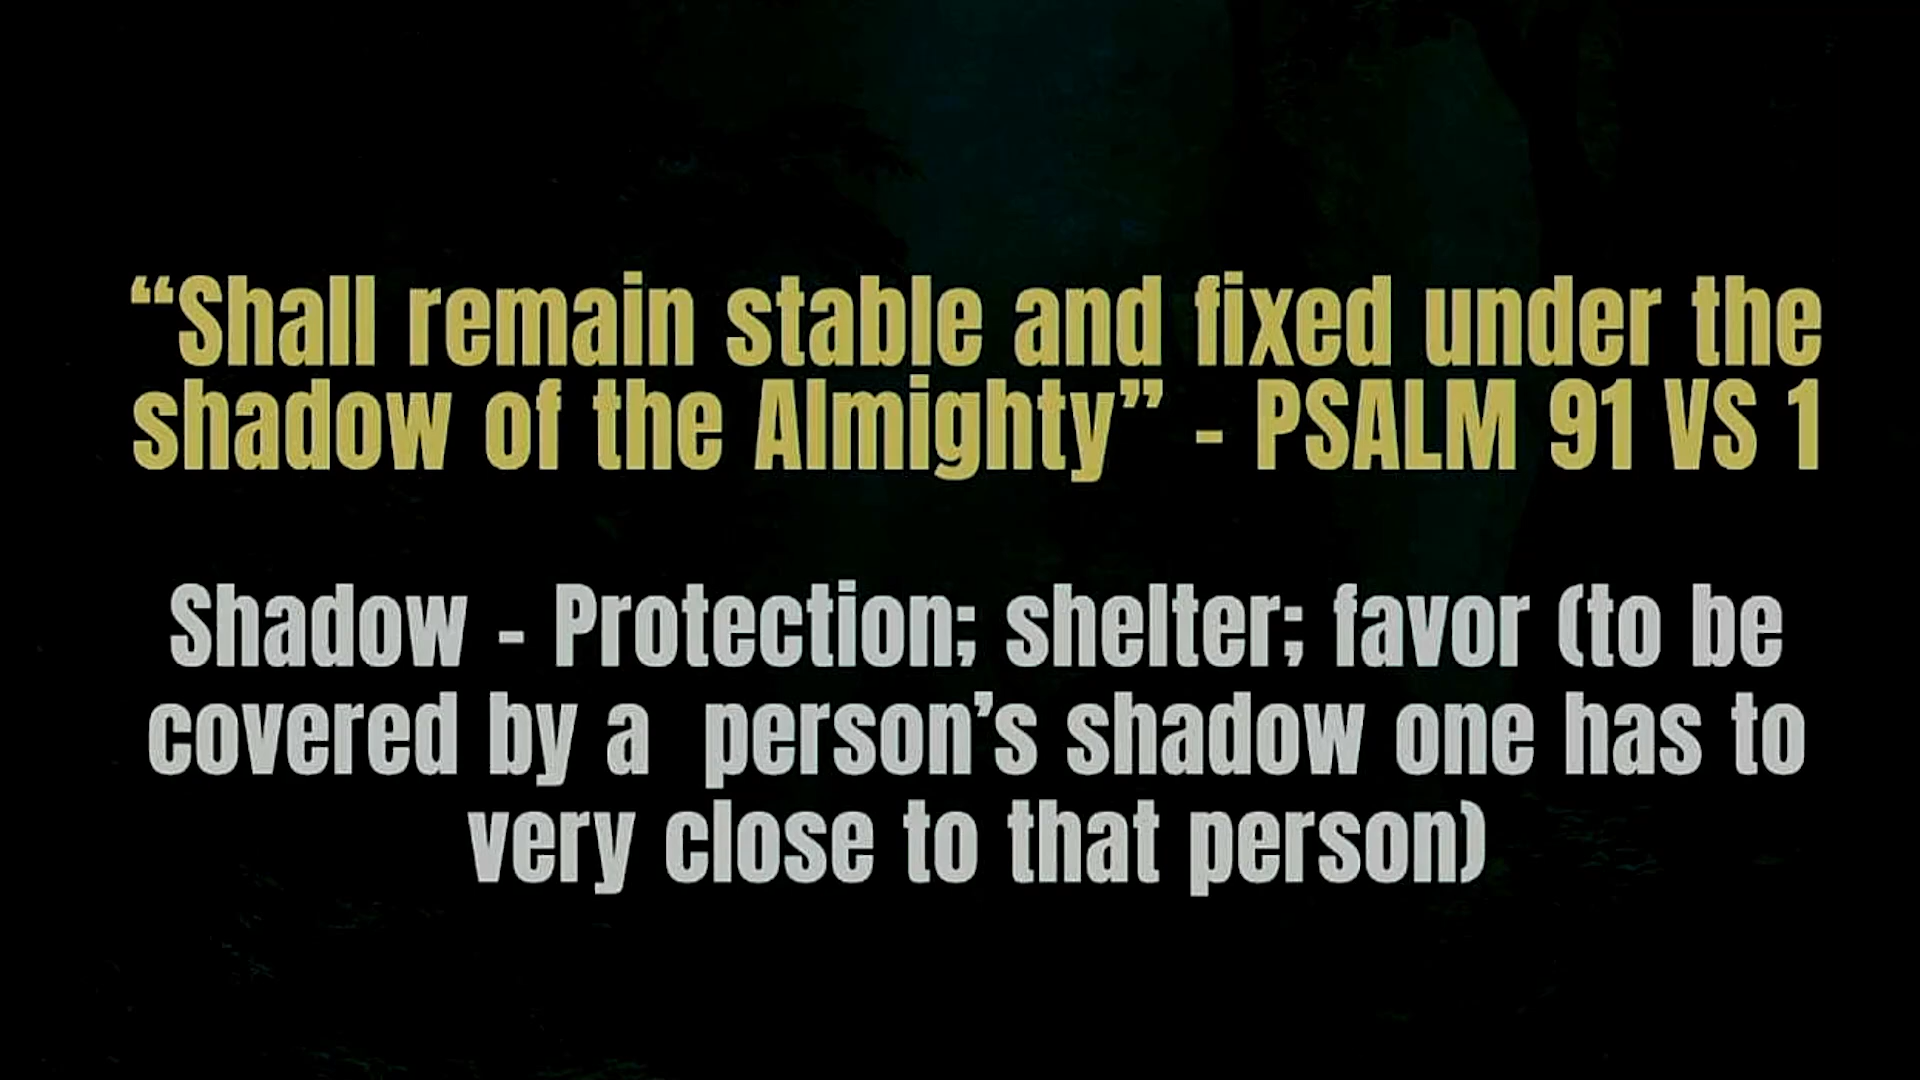 “Shall remain stable and fixed under the
shadow of the Almighty” - PSALM 91 VS 1
Shadow - Protection; shelter; favor (to be
covered by a  person’s shadow one has to
very close to that person)